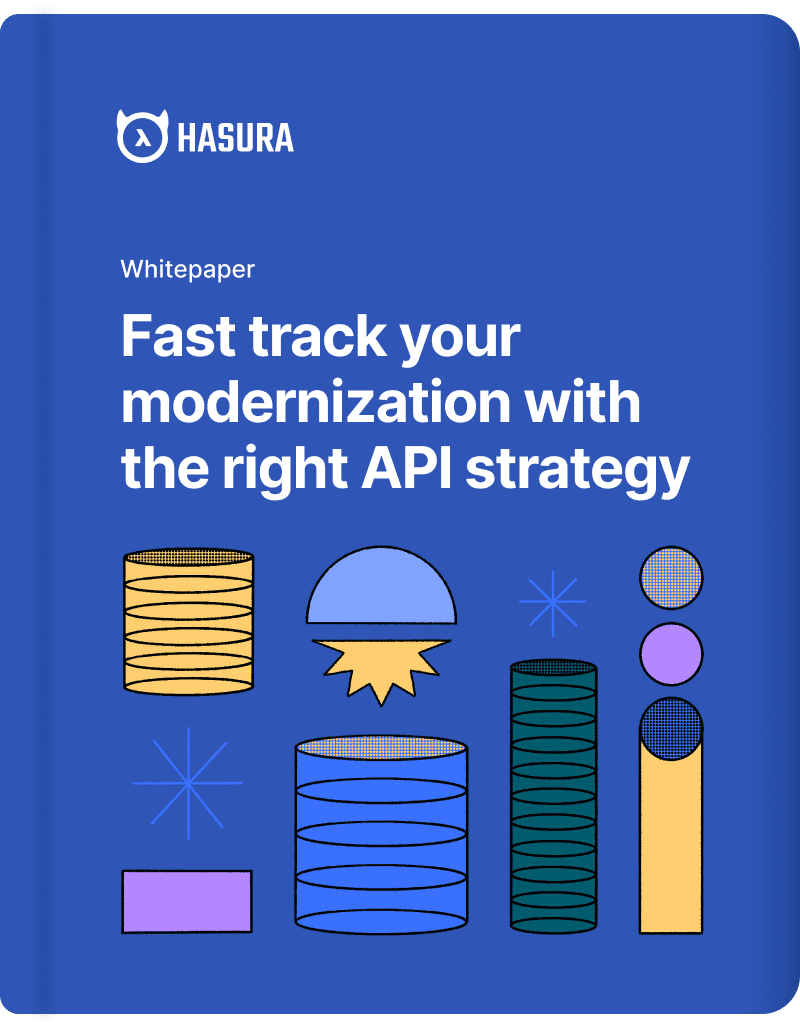 HASURA
Whitepaper
Fast track your
modernization with
the right API strategy